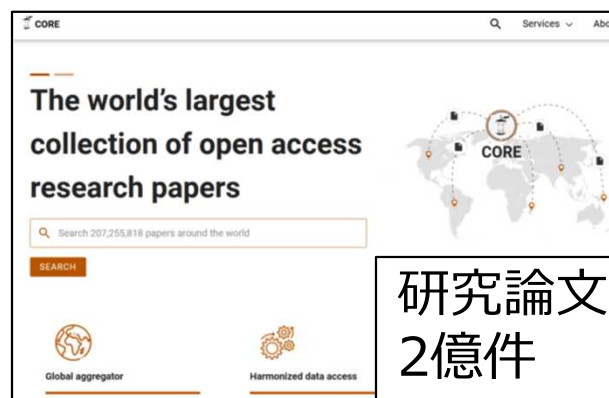 CORE
Services
The world's largest
collection of open access
research papers
CORE
Search 207,255,818 papers around the world
SEARCH
研究論文
2億件
Global aggregator
Harmonized data access